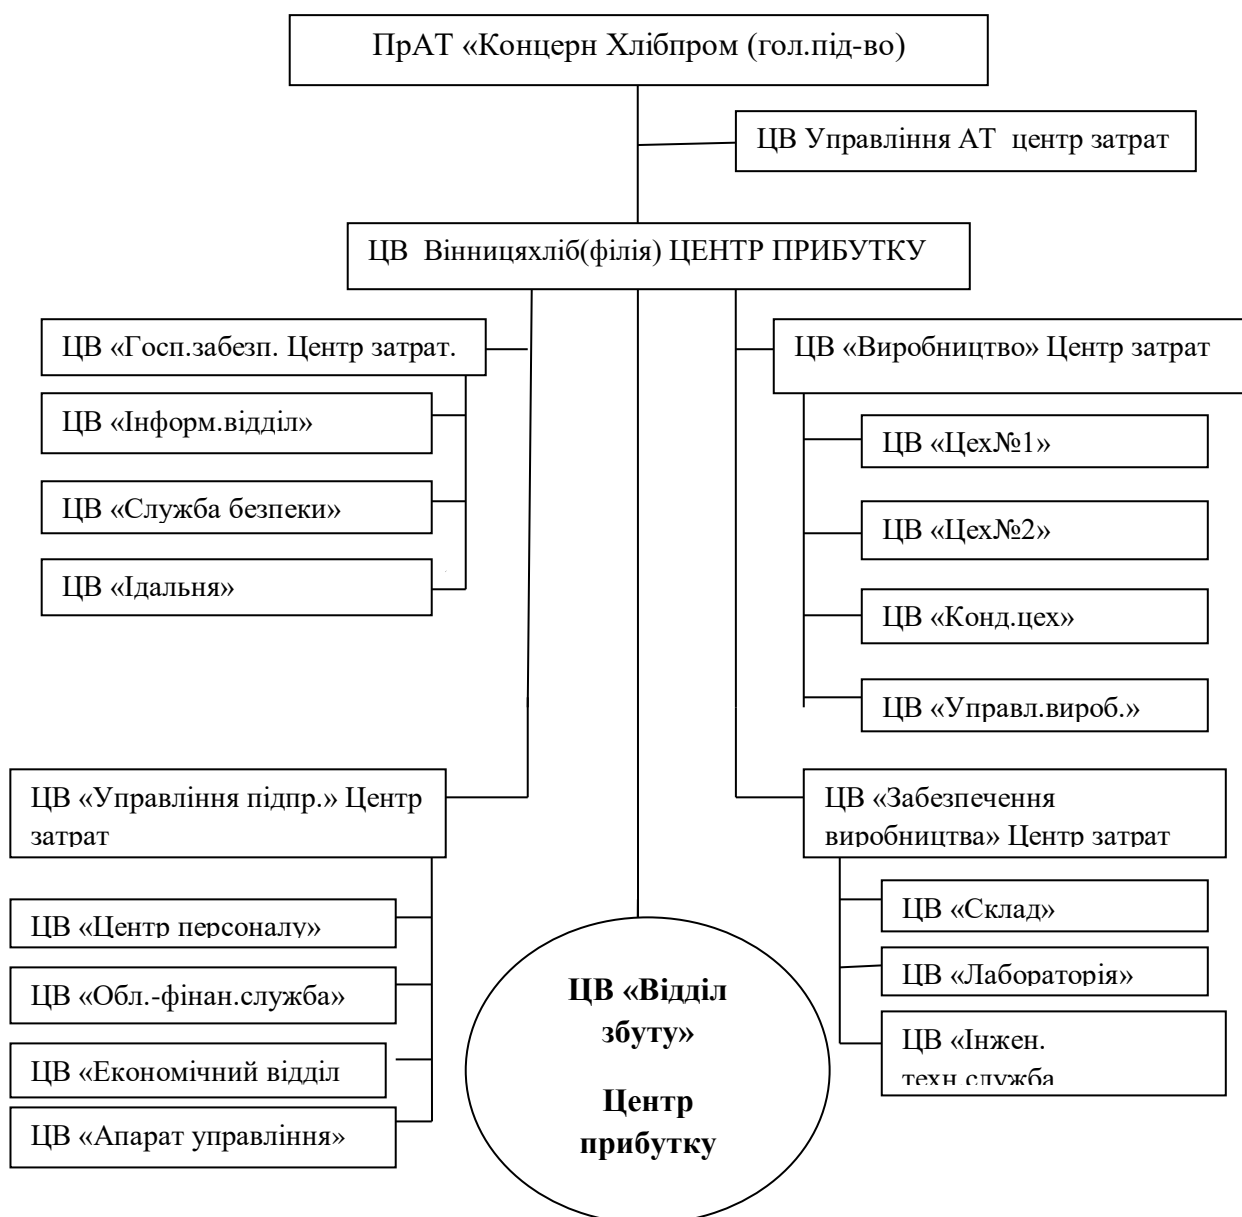 ПрАТ «Концерн Хлібпром (гол.під-во)
ЦВ Управління АТ центр затрат
ЦВ Вінницяхліб(філія) ЦЕНТР ПРИБУТКУ
ЦВ «Госп.забезп. Центр затрат.
ЦВ «Інформ.відділ»
ЦВ «Служба безпеки»
ЦВ «Ідальня»
ЦВ «Виробництво» Центр затрат
ЦВ «Цех№1»
ЦВ «Цех№2»
ЦВ «Конд.цех»
ЦВ «Управл.вироб.»
ЦВ «Управління підпр.» Центр
затрат
ЦВ «Центр персоналу»
ЦВ «Обл.-фінан.служба»
ЦВ «Економічний відділ
ЦВ «Апарат управління»
ЦВ «Забезпечення
виробництва» Центр затрат
ЦВ «Склад»
ЦВ «Лабораторія»
ЦВ «Інжен.
техн.служба
ЦВ «Відділ
збуту»
Центр
прибутку